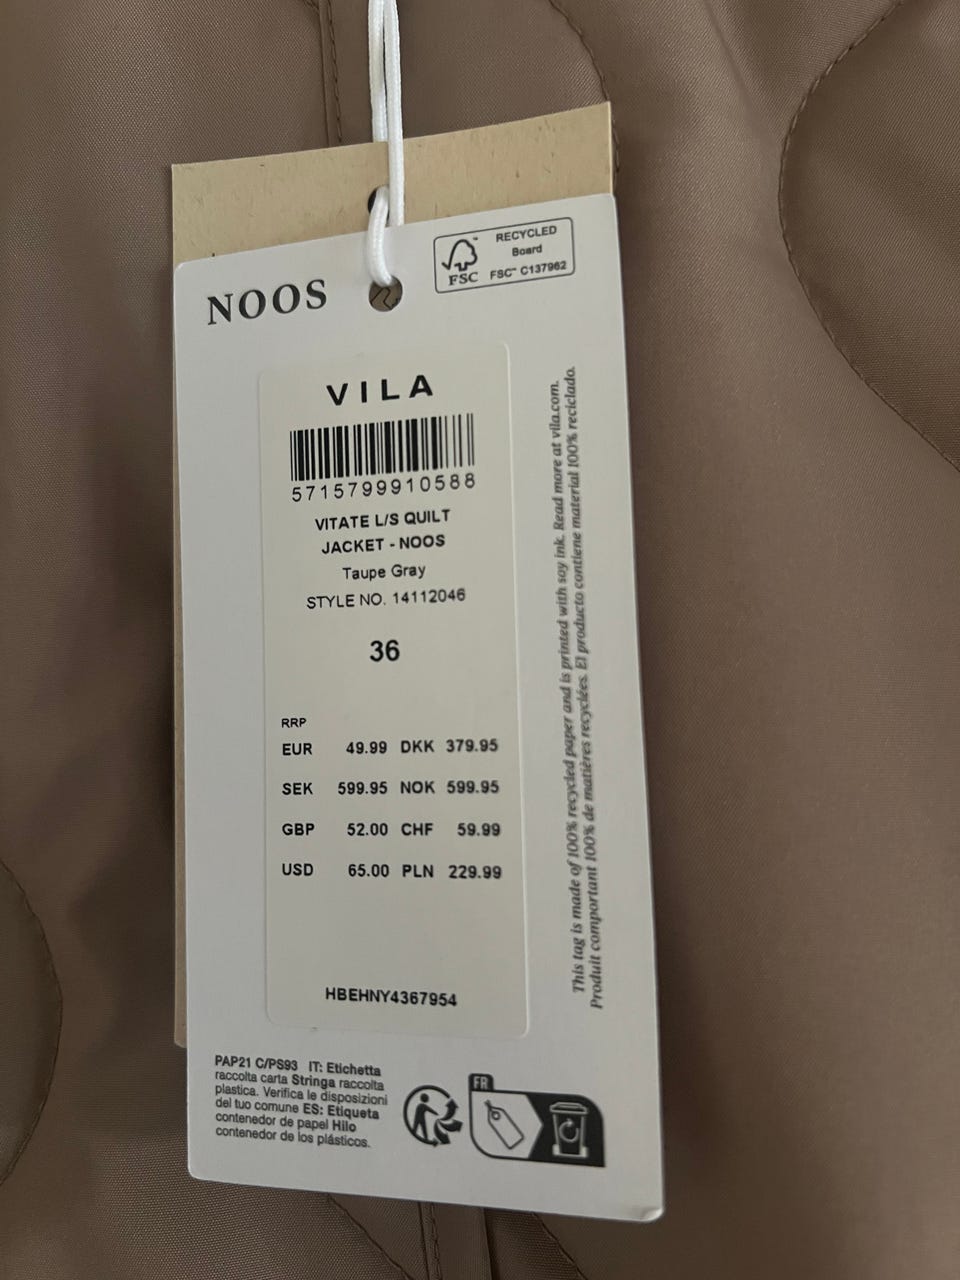 RECYCLED
Board
FSC
FSC™ C137962
NOOS
VILA
5715799910588
VITATE L/S QUILT
JACKET - NOOS
Taupe Gray
STYLE NO. 14112046
36
RRP
EUR 49.99 DKK 379.95
SEK 599.95 NOK 599.95
GBP 52.00 CHF 59.99
USD 65.00 PLN 229.99
HBEHNY4367954
This tag is made of 100% recycled paper and is printed with soy ink. Read more at vila.com.
Produit comportant 100% de matières recyclées. El producto contiene material 100% reciclado.
PAP21 C/PS93 IT: Etichetta
raccolta carta Stringa raccolta
plastica. Verifica le disposizioni
del tuo comune ES: Etiqueta
contenedor de papel Hilo
contenedor de los plásticos.
FR